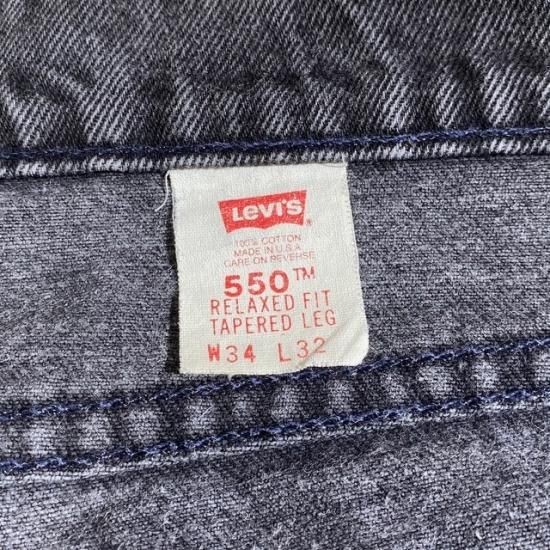 LEVI'S
®
100% COTTON
MADE IN U.S.A
CARE ON REVERSE
550™
RELAXED FIT
TAPERED LEG
W34 L32